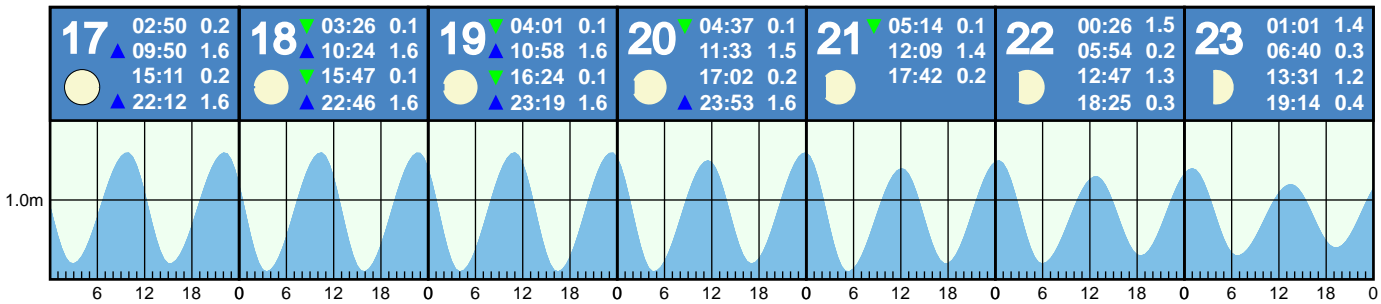 17 02:50 0.2
▲ 09:50 1.6
15:11 0.2
▲ 22:12 1.6
18 ▼ 03:26 0.1
▲ 10:24 1.6
▼ 15:47 0.1
▲ 22:46 1.6
19 ▼ 04:01 0.1
▲ 10:58 1.6
▼ 16:24 0.1
▲ 23:19 1.6
20 ▼ 04:37 0.1
11:33 1.5
17:02 0.2
▲ 23:53 1.6
21 ▼ 05:14 0.1
12:09 1.4
17:42 0.2
22 00:26 1.5
05:54 0.2
12:47 1.3
18:25 0.3
23 01:01 1.4
06:40 0.3
13:31 1.2
19:14 0.4
1.0m
6 12 18 0 6 12 18 0 6 12 18 0 6 12 18 0 6 12 18 0 6 12 18 0 6 12 18 0